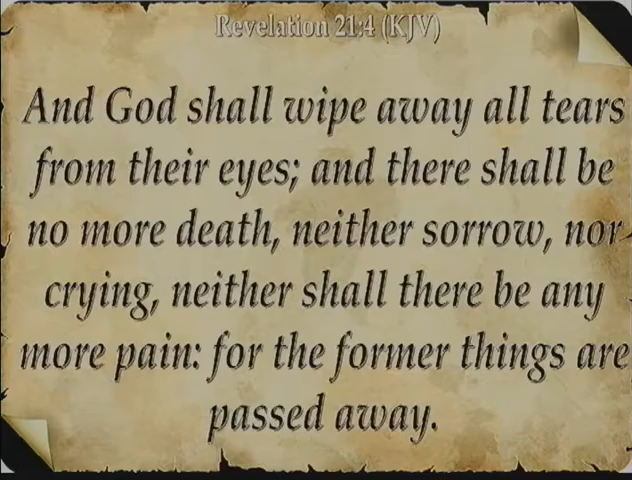 Revelation 21:4 (KJV)
And God shall wipe away all tears
from their eyes; and there shall be
no more death, neither sorrow, nor
crying, neither shall there be any
more pain: for the former things are
passed away.